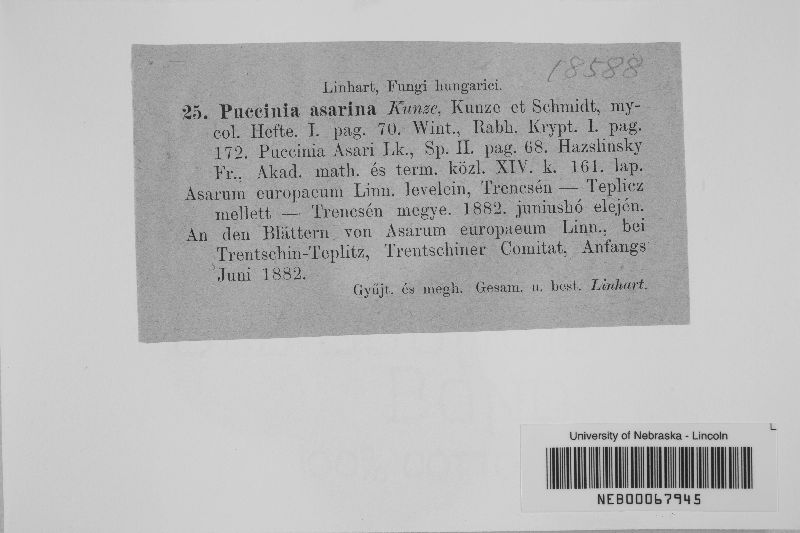 18588
Linhart, Fungi hungarici.
25. Puccinia asarina Kunze, Kunze et Schmidt, my-
col. Hefte. I. pag. 70. Wint., Rabh. Krypt. I. pag.
172. Puccinia Asari Lk., Sp. II. pag. 68. Hazslinsky
Fr., Akad. math. és term. közl. XIV. k. 161. lap.
Asarum europaeum Linn. levelein, Trencsén — Teplicz
mellett — Trencsén megye. 1882. juniushó elején.
An den Blättern von Asarum europaeum Linn., bei
Trentschin-Teplitz, Trentschiner Comitat, Anfangs
Juni 1882.
Gyűjt. és megh. Gesam. u. best. Linhart.
University of Nebraska - Lincoln
NEB00067945